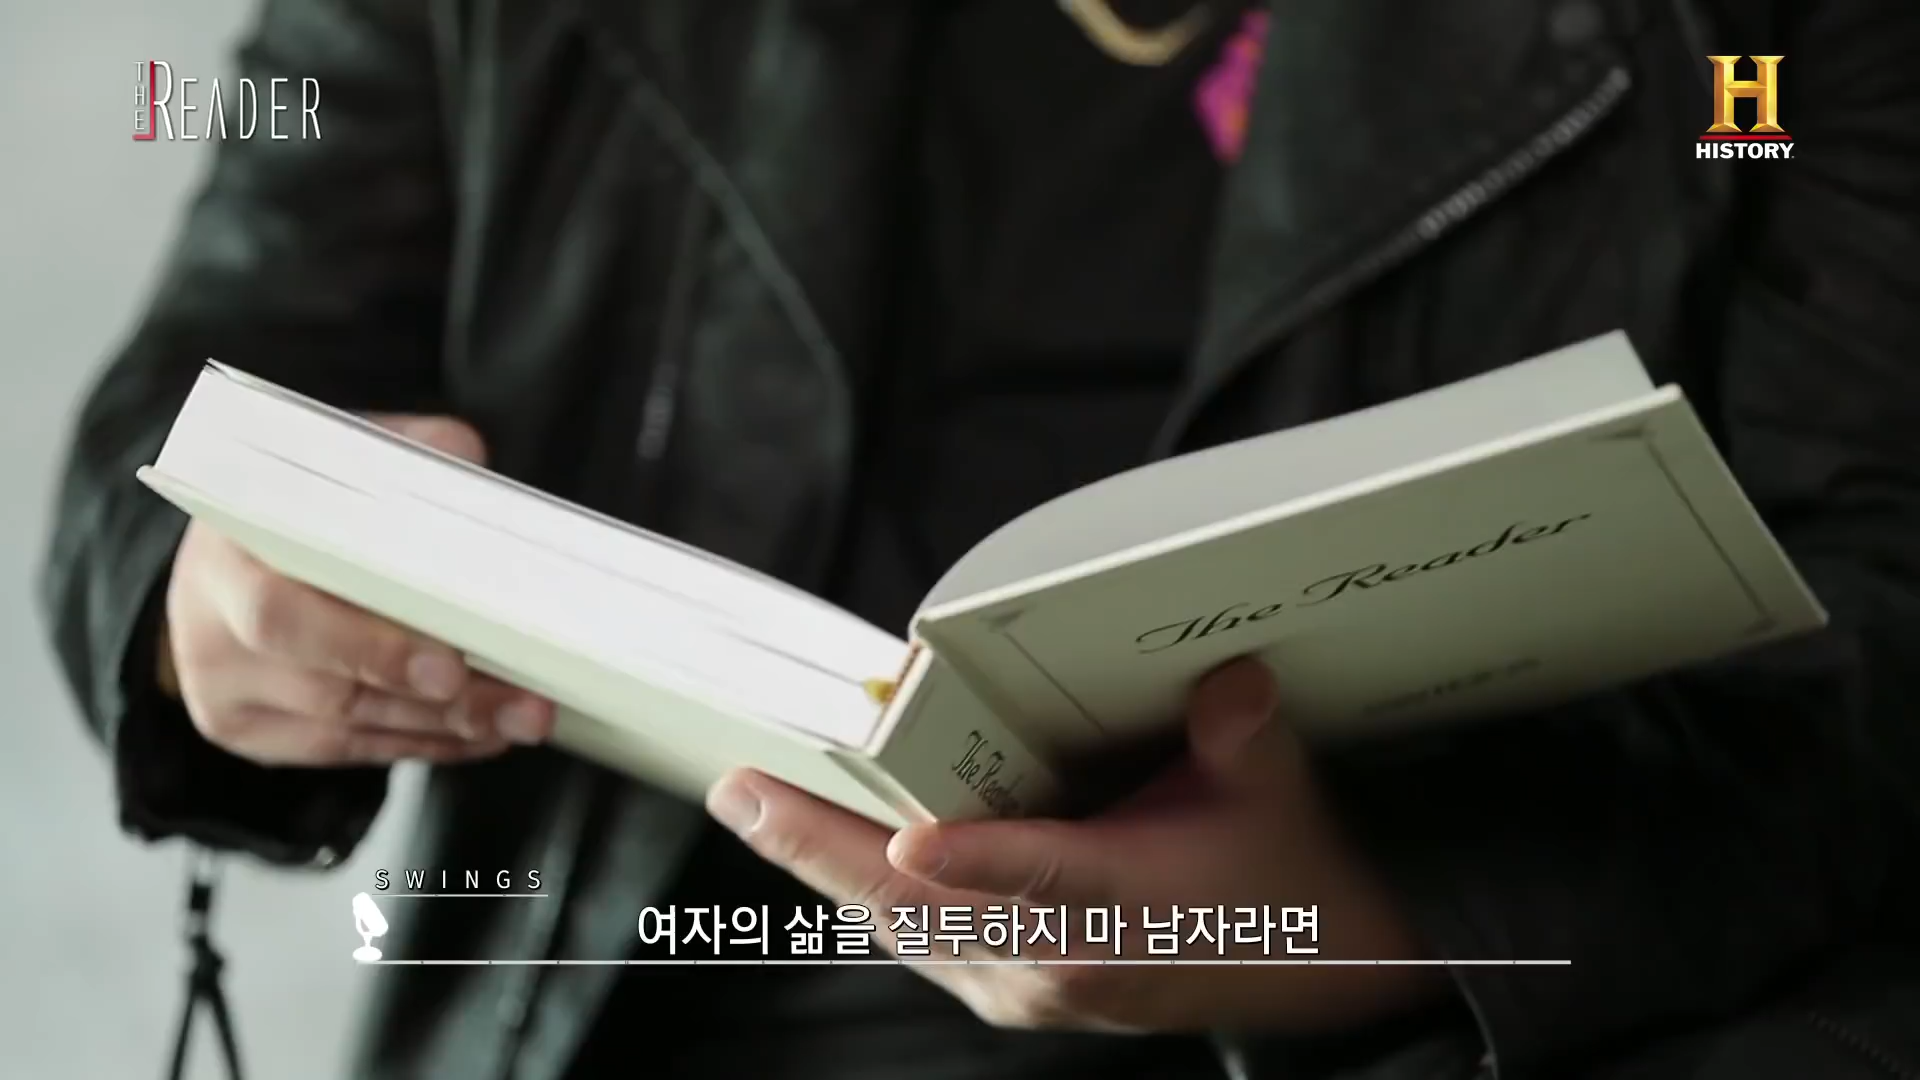 THE READER
H
HISTORY
The Reader
The Reader
SWINGS
여자의 삶을 질투하지 마 남자라면